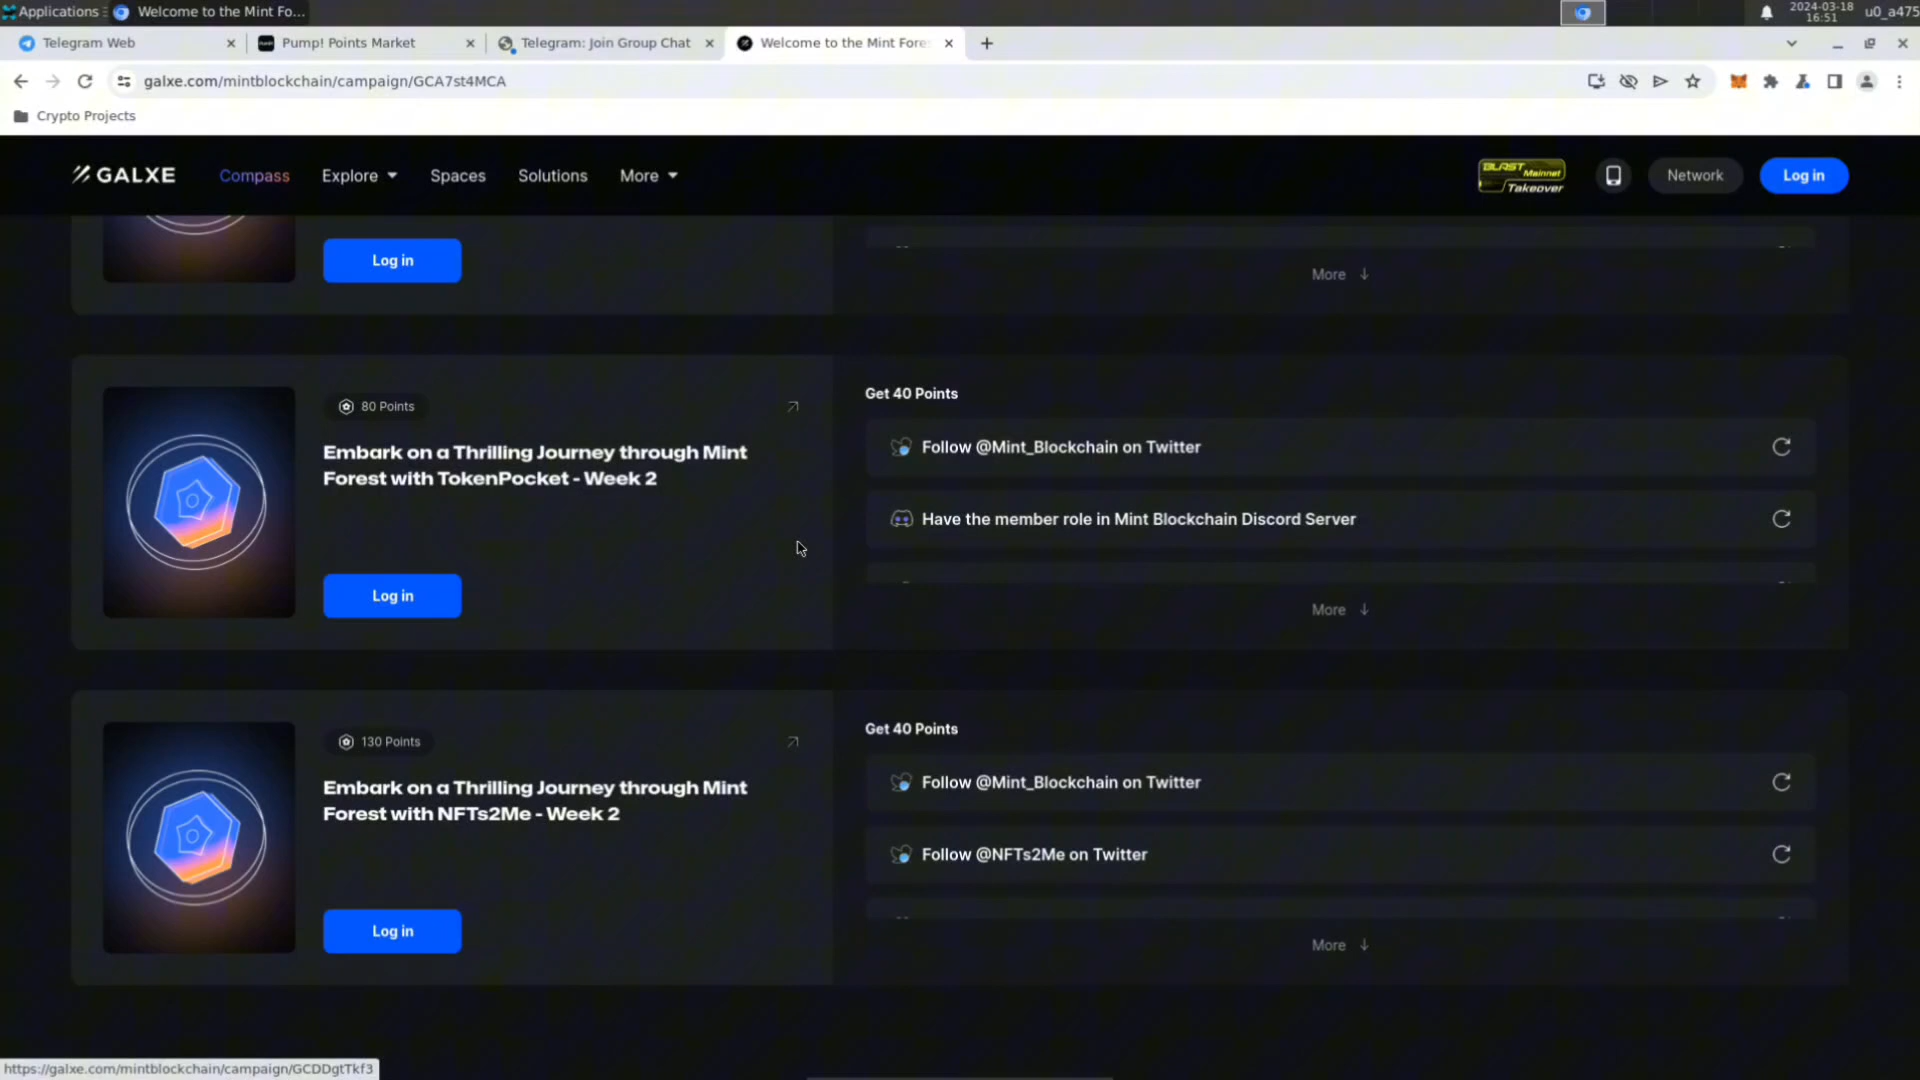 Applications
Welcome to the Mint Fo...
2024-03-18
16:51
u0_a475
Telegram Web
Pump! Points Market
Telegram: Join Group Chat
Welcome to the Mint Fore
galxe.com/mintblockchain/campaign/GCA7st4MCA
Crypto Projects
GALXE
Compass
Explore
Spaces
Solutions
More
BLAST Mainnet
Takeover
Network
Log in
Log in
More
80 Points
Embark on a Thrilling Journey through Mint
Forest with TokenPocket - Week 2
Log in
Get 40 Points
Follow @Mint_Blockchain on Twitter
Have the member role in Mint Blockchain Discord Server
More
130 Points
Embark on a Thrilling Journey through Mint
Forest with NFTs2Me - Week 2
Log in
Get 40 Points
Follow @Mint_Blockchain on Twitter
Follow @NFTs2Me on Twitter
More
https://galxe.com/mintblockchain/campaign/GCDDgtTkf3